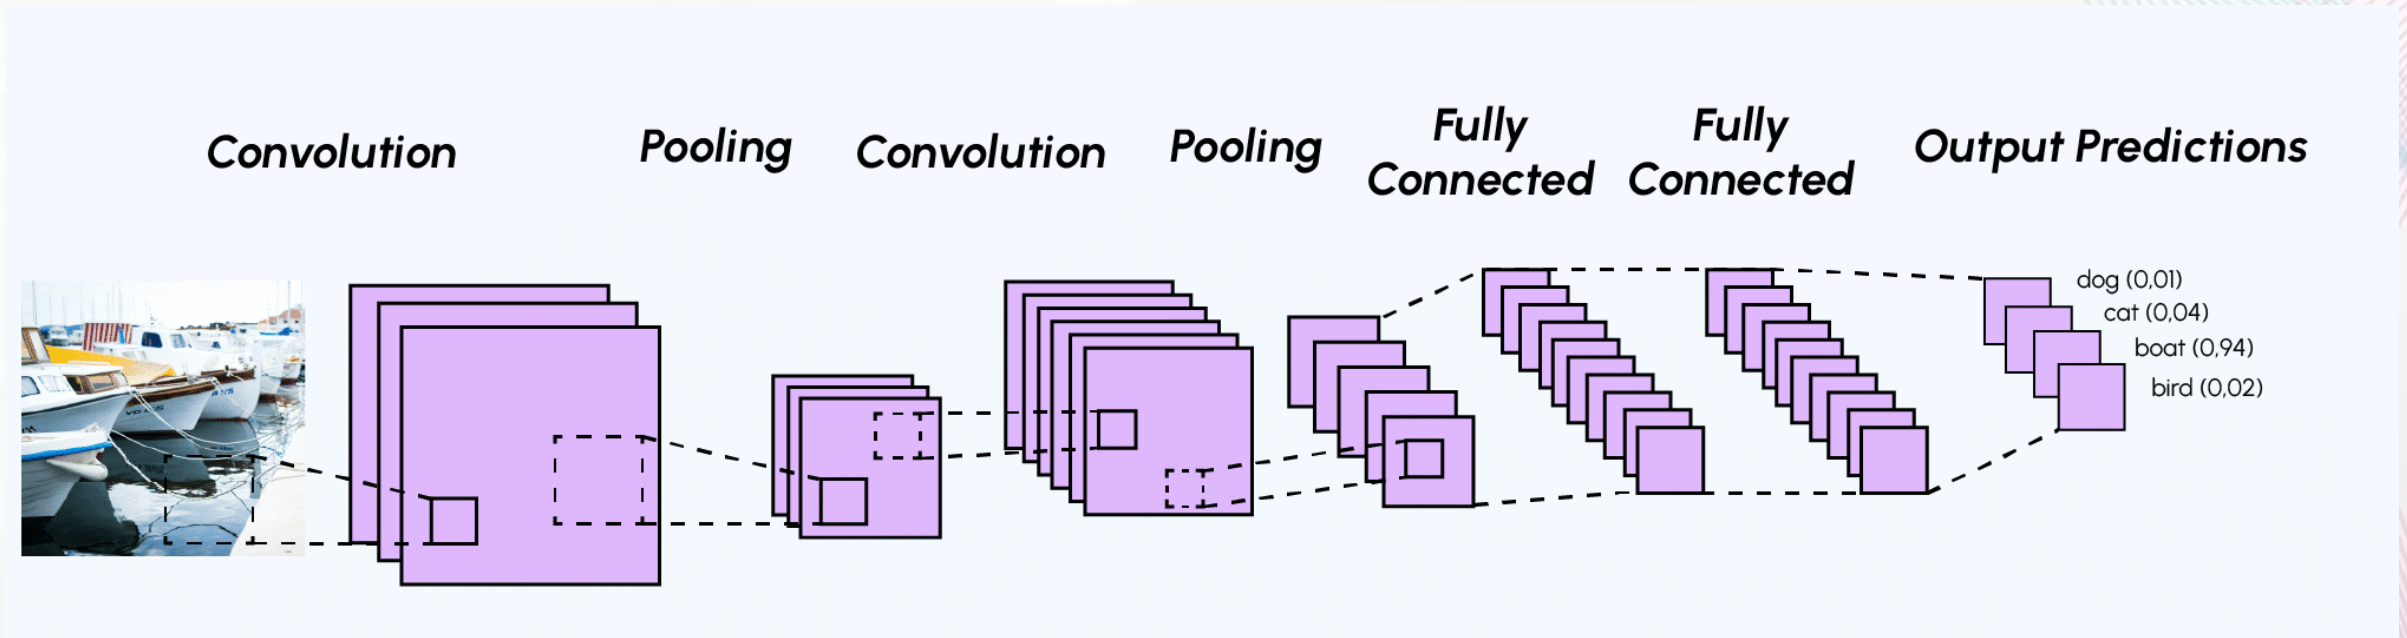 Convolution
Pooling
Convolution
Pooling
Fully
Connected
Fully
Connected
Output Predictions
dog (0,01)
cat (0,04)
boat (0,94)
bird (0,02)